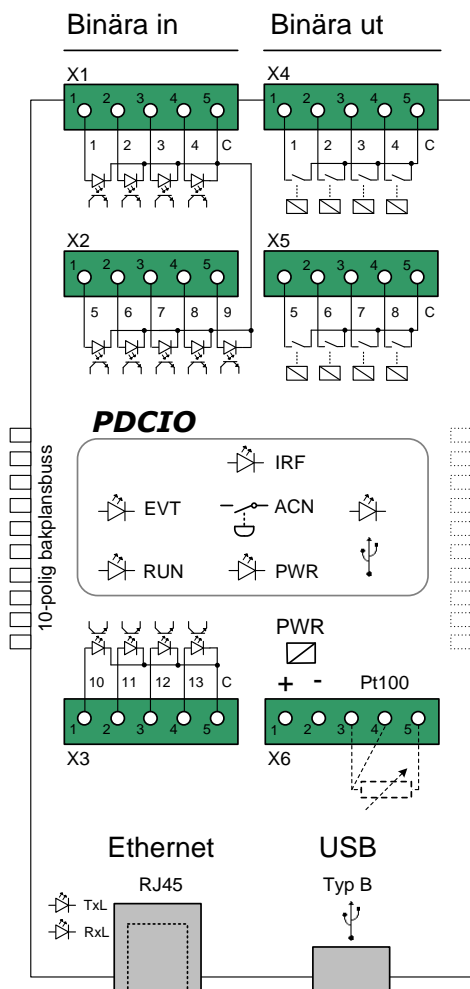 Binära in Binära ut
X1 X4
1 2 3 4 5 1 2 3 4 5
1 2 3 4 C 1 2 3 4 C
X2 X5
1 2 3 4 5 1 2 3 4 5
5 6 7 8 9 5 6 7 8 C
PDCIO
IRF
EVT ACN
RUN PWR
10-polig bakplansbuss
PWR
10 11 12 13 C + - Pt100
1 2 3 4 5 1 2 3 4 5
X3 X6
Ethernet USB
RJ45 Typ B
TxL
RxL